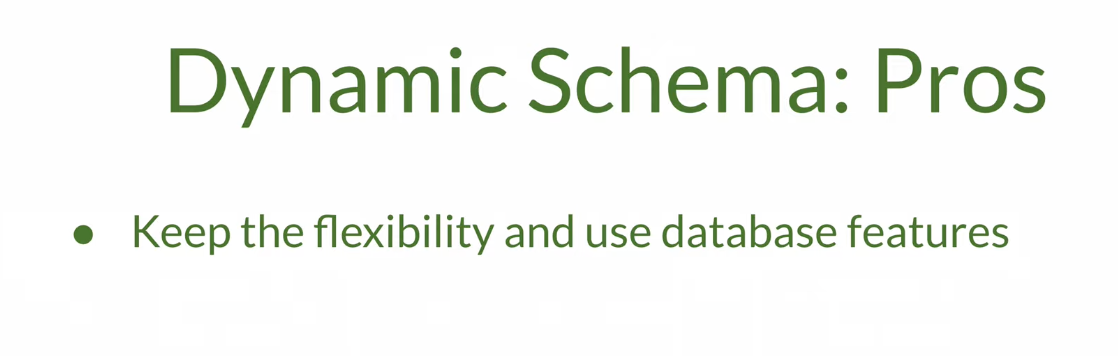 Dynamic Schema: Pros
● Keep the flexibility and use database features